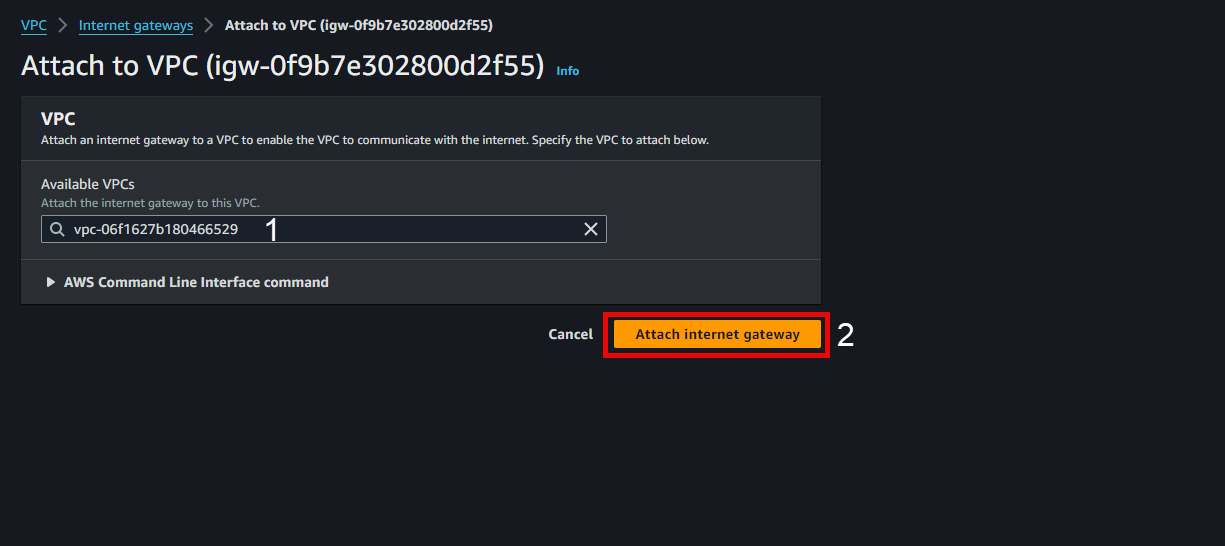 VPC > Internet gateways > Attach to VPC (igw-0f9b7e302800d2f55)
Attach to VPC (igw-0f9b7e302800d2f55) Info
VPC
Attach an internet gateway to a VPC to enable the VPC to communicate with the internet. Specify the VPC to attach below.
Available VPCs
Attach the internet gateway to this VPC.
vpc-06f1627b180466529 1
AWS Command Line Interface command
Cancel Attach internet gateway 2